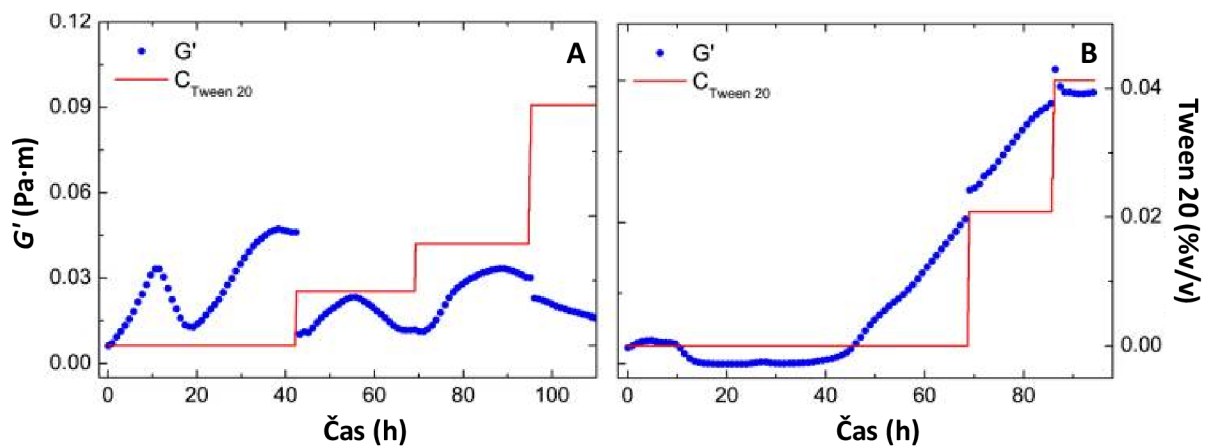 0.12
0.09
0.06
0.03
0.00
G' (Pa·m)
G'
C Tween 20
A
0 20 40 60 80 100
Čas (h)
G'
C Tween 20
B
0.04
0.02
0.00
Tween 20 (%v/v)
0 20 40 60 80
Čas (h)